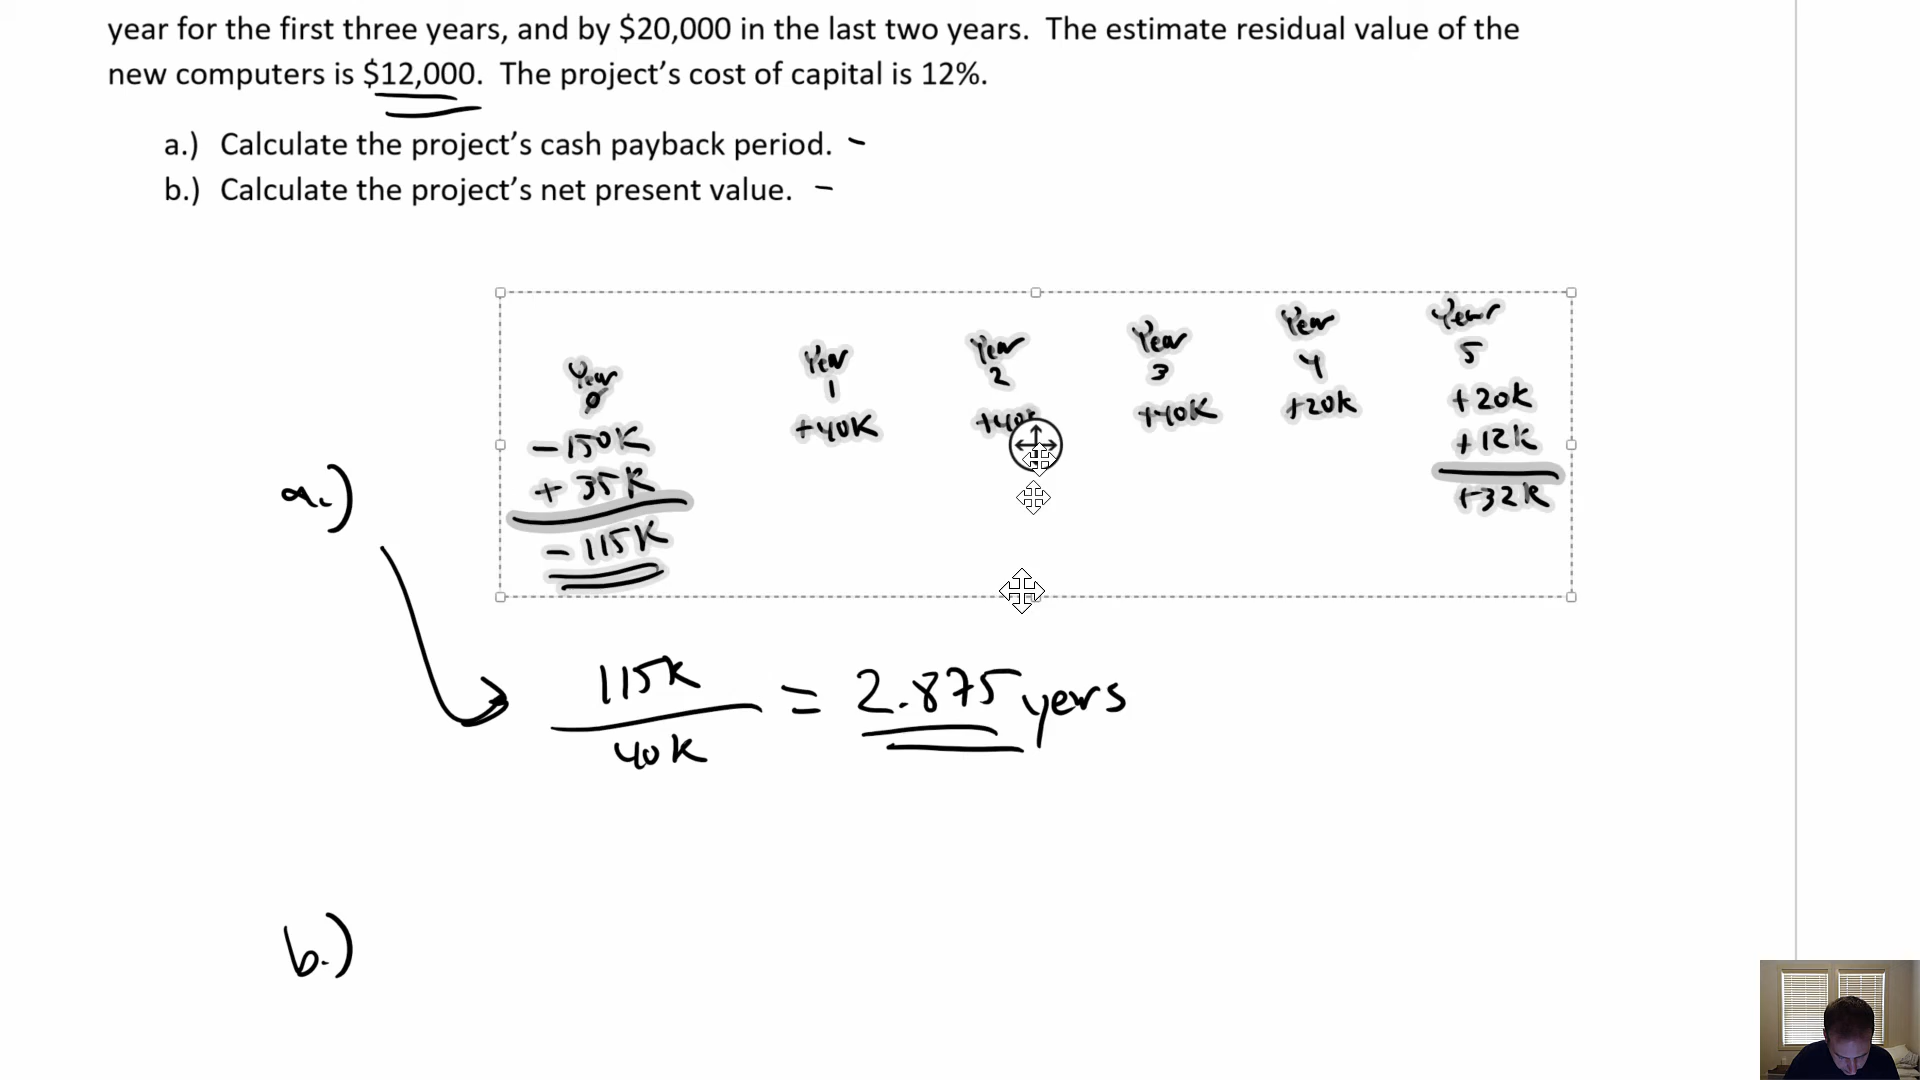 year for the first three years, and by $20,000 in the last two years. The estimate residual value of the
new computers is $12,000. The project’s cost of capital is 12%.
a.) Calculate the project’s cash payback period. –
b.) Calculate the project’s net present value. –
Year Year Year Year Year Year
0 1 2 3 4 5
-150K +40K +40K +40K +20K +20K
+ 35K +12K
- 115K +32K
a.)
115K
= 2.875 years
40K
b.)